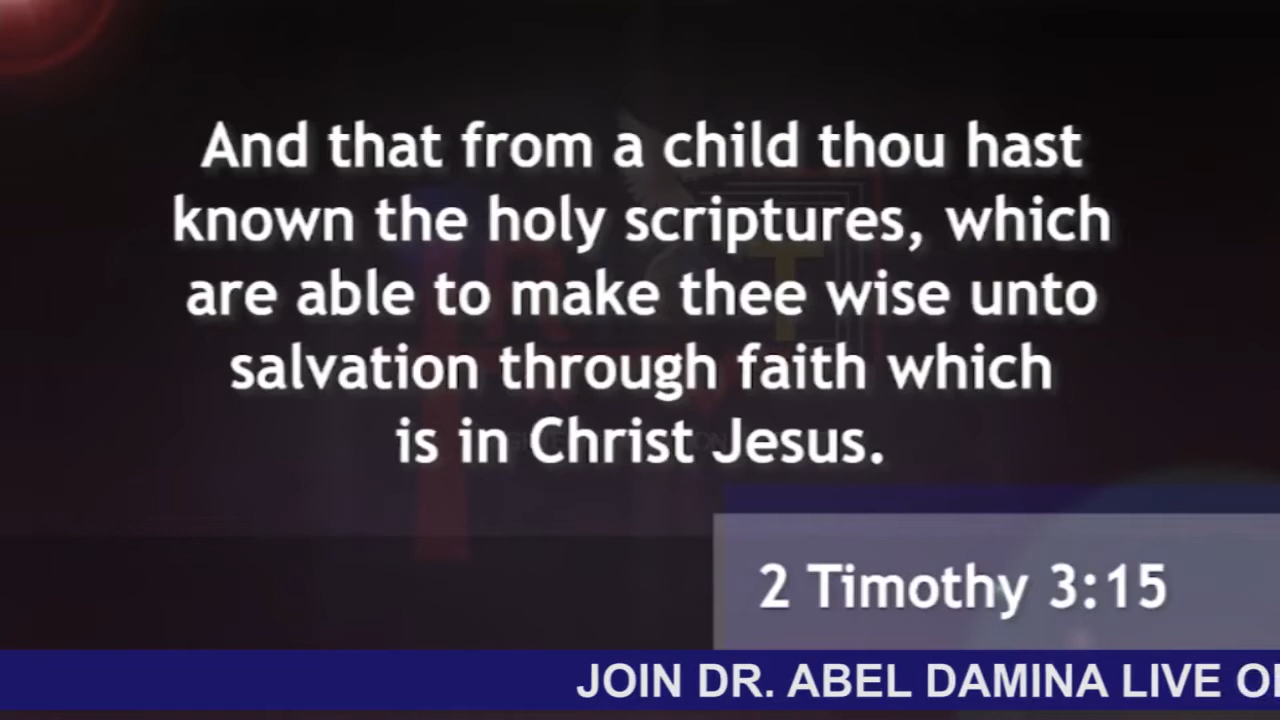 And that from a child thou hast
known the holy scriptures, which
are able to make thee wise unto
salvation through faith which
is in Christ Jesus.
2 Timothy 3:15
JOIN DR. ABEL DAMINA LIVE